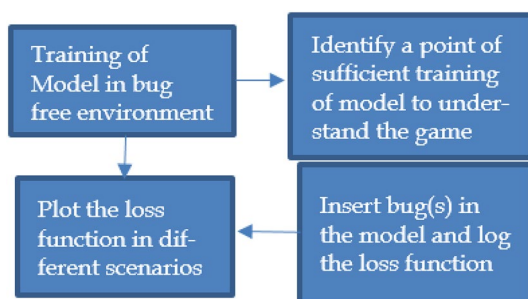 Training of
Model in bug
free environment
Identify a point of
sufficient training
of model to under-
stand the game
Plot the loss
function in dif-
ferent scenarios
Insert bug(s) in
the model and log
the loss function